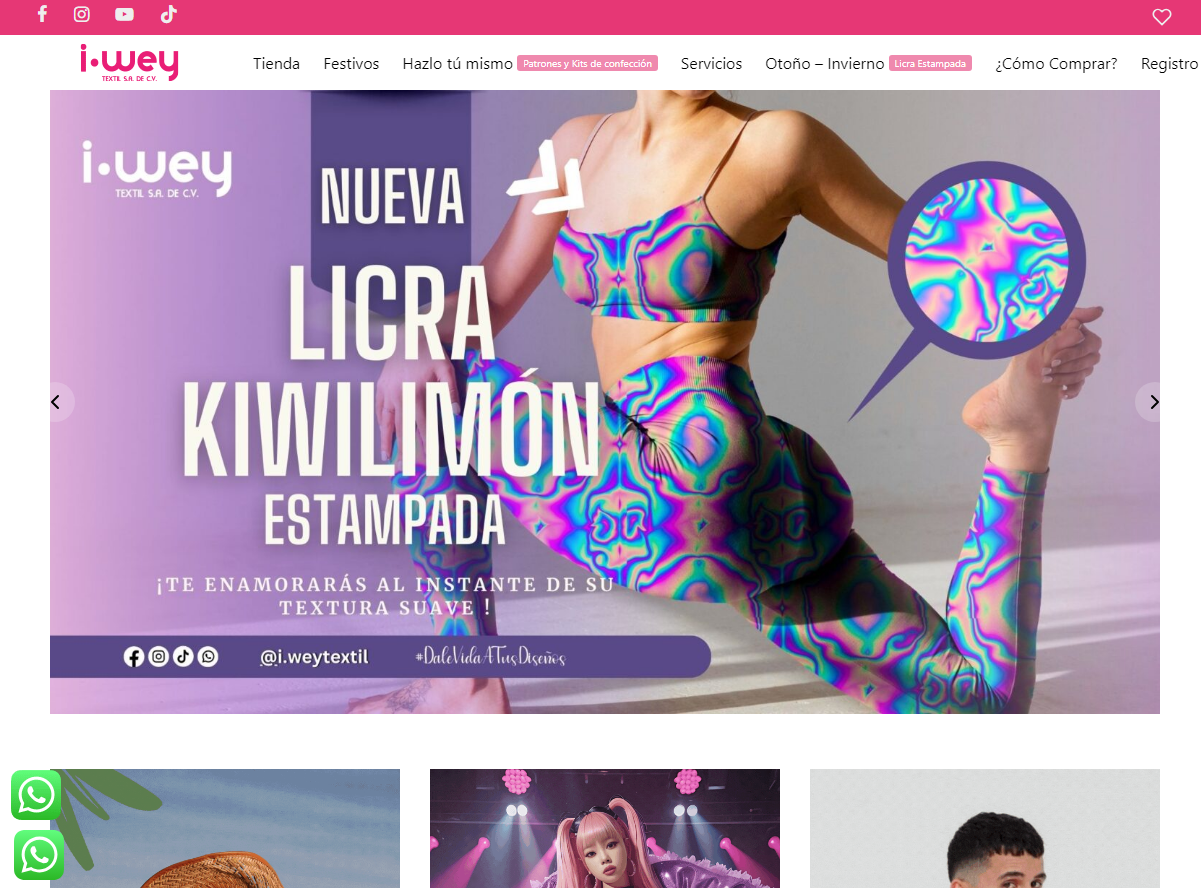 i·wey
TEXTIL S.A. DE C.V.
Tienda Festivos Hazlo tú mismo Patrones y Kits de confección Servicios Otoño – Invierno Licra Estampada ¿Cómo Comprar? Registro
i·wey
TEXTIL S.A. DE C.V.
NUEVA
LICRA
KIWILIMÓN
ESTAMPADA
¡TE ENAMORARÁS AL INSTANTE DE SU
TEXTURA SUAVE !
@i.weytextil #DaleVidaATusDiseños